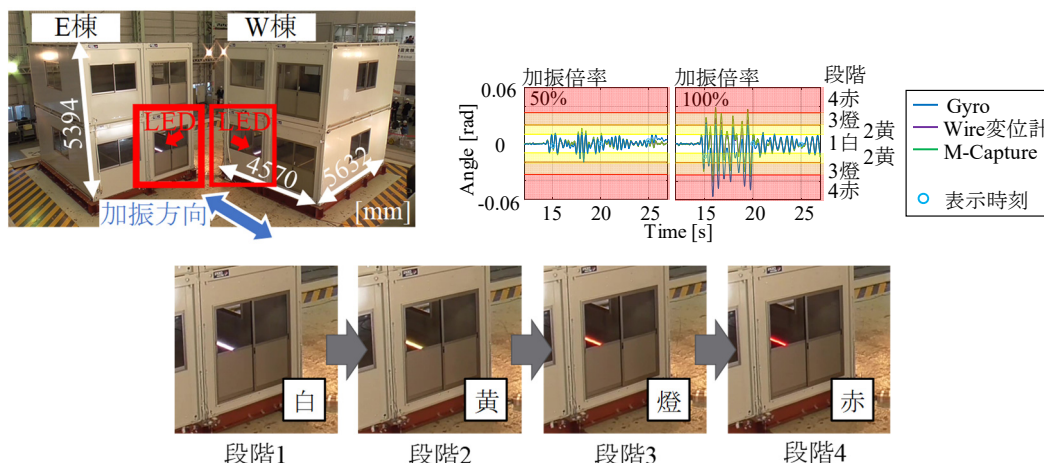 E棟
W棟
LED
LED
5394
4570
5632
加振方向
[mm]
加振倍率
加振倍率
段階
50%
100%
0.06
0
-0.06
Angle [rad]
4赤
3燈
2黄
1白
2黄
3燈
4赤
15
20
25
15
20
25
Time [s]
Gyro
Wire変位計
M-Capture
表示時刻
白
黄
燈
赤
段階1
段階2
段階3
段階4